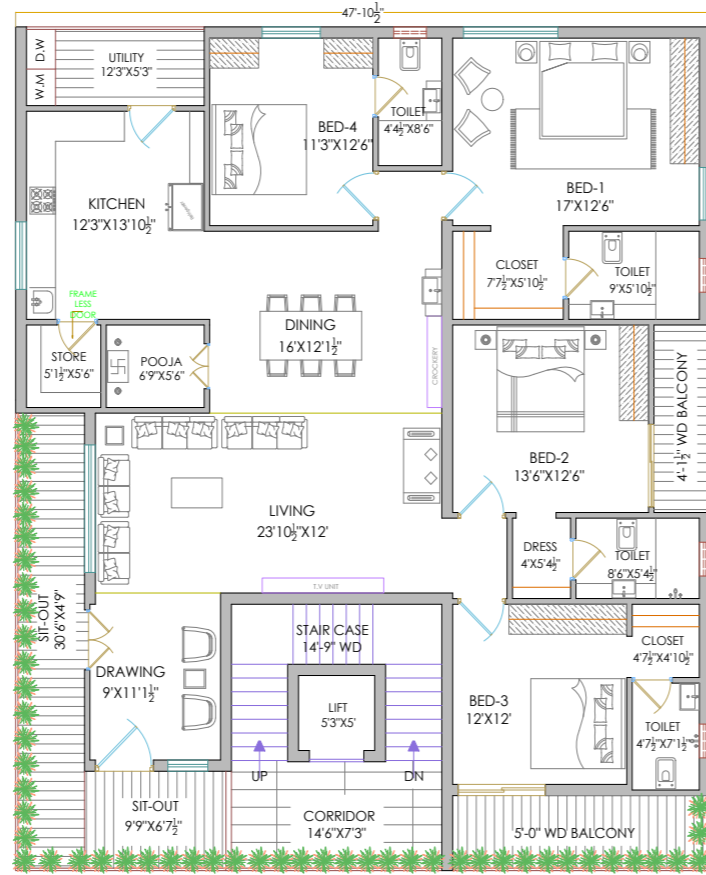 47'-10½"
W.M D.W
UTILITY
12'3"X5'3"
BED-4
11'3"X12'6"
TOILET
4'4½"X8'6"
BED-1
17'X12'6"
KITCHEN
12'3"X13'10½"
CLOSET
7'7½"X5'10½"
TOILET
9'X5'10½"
FRAME
LESS
DOOR
STORE
5'1½"X5'6"
POOJA
6'9"X5'6"
DINING
16'X12'1½"
CROCKERY
BED-2
13'6"X12'6"
4'-1½" WD BALCONY
LIVING
23'10½"X12'
DRESS
4'X5'4½"
TOILET
8'6"X5'4½"
T.V UNIT
SIT-OUT
30'6"X4'9"
DRAWING
9'X11'1½"
STAIR CASE
14'-9" WD
LIFT
5'3"X5'
UP
DN
BED-3
12'X12'
CLOSET
4'7½"X4'10½"
TOILET
4'7½"X7'1½"
SIT-OUT
9'9"X6'7½"
CORRIDOR
14'6"X7'3"
5'-0" WD BALCONY